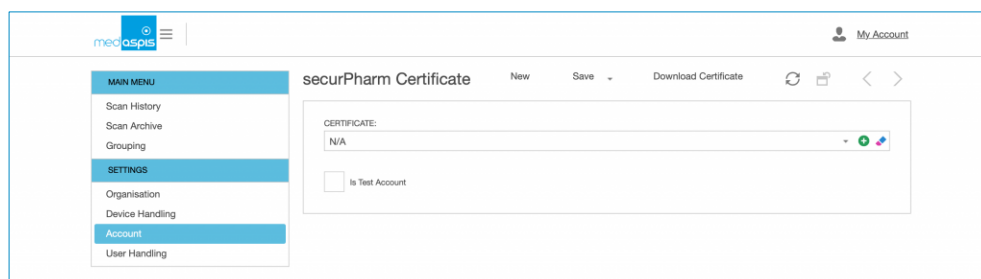 medaspis
My Account
MAIN MENU
Scan History
Scan Archive
Grouping
SETTINGS
Organisation
Device Handling
Account
User Handling
securPharm Certificate New Save Download Certificate
CERTIFICATE:
N/A
Is Test Account